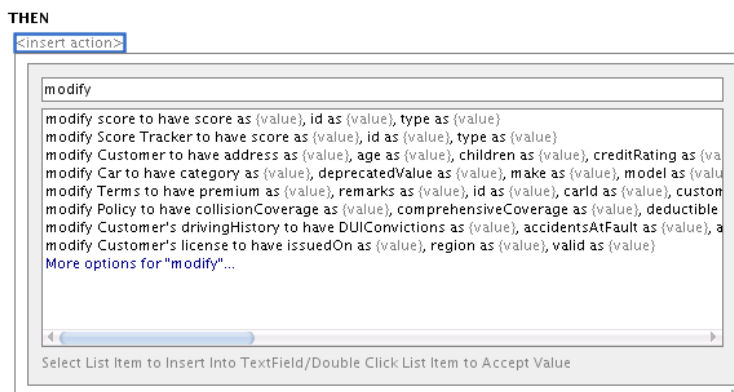 THEN
<insert action>
modify
modify score to have score as {value}, id as {value}, type as {value}
modify Score Tracker to have score as {value}, id as {value}, type as {value}
modify Customer to have address as {value}, age as {value}, children as {value}, creditRating as {va
modify Car to have category as {value}, deprecatedValue as {value}, make as {value}, model as {valu
modify Terms to have premium as {value}, remarks as {value}, id as {value}, carId as {value}, custom
modify Policy to have collisionCoverage as {value}, comprehensiveCoverage as {value}, deductible
modify Customer's drivingHistory to have DUIConvictions as {value}, accidentsAtFault as {value}, a
modify Customer's license to have issuedOn as {value}, region as {value}, valid as {value}
More options for "modify"...
Select List Item to Insert Into TextField/Double Click List Item to Accept Value